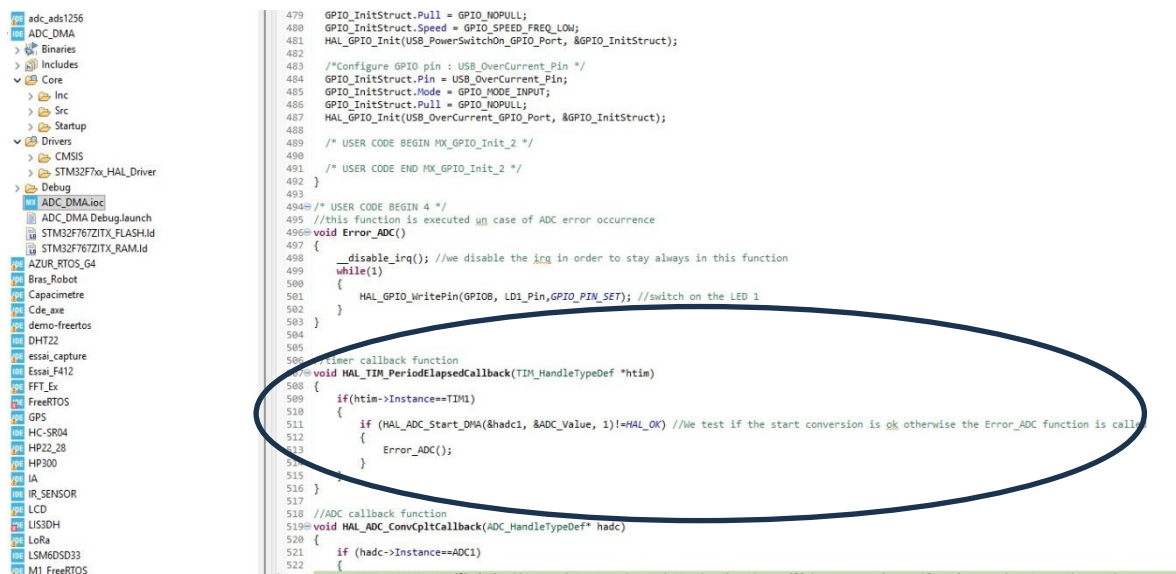 adc_ads1256
ADC_DMA
Binaries
Includes
Core
Inc
Src
Startup
Drivers
CMSIS
STM32F7xx_HAL_Driver
Debug
ADC_DMA.ioc
ADC_DMA Debug.launch
STM32F767ZITX_FLASH.ld
STM32F767ZITX_RAM.ld
AZUR_RTOS_G4
Bras_Robot
Capacimetre
Cde_axe
demo-freertos
DHT22
essai_capture
Essai_F412
FFT_Ex
FreeRTOS
GPS
HC-SR04
HP22_28
HP300
IA
IR_SENSOR
LCD
LIS3DH
LoRa
LSM6DSD33
M1_FreeRTOS
479 GPIO_InitStruct.Pull = GPIO_NOPULL;
480 GPIO_InitStruct.Speed = GPIO_SPEED_FREQ_LOW;
481 HAL_GPIO_Init(USB_PowerSwitchOn_GPIO_Port, &GPIO_InitStruct);
482
483 /*Configure GPIO pin : USB_OverCurrent_Pin */
484 GPIO_InitStruct.Pin = USB_OverCurrent_Pin;
485 GPIO_InitStruct.Mode = GPIO_MODE_INPUT;
486 GPIO_InitStruct.Pull = GPIO_NOPULL;
487 HAL_GPIO_Init(USB_OverCurrent_GPIO_Port, &GPIO_InitStruct);
488
489 /* USER CODE BEGIN MX_GPIO_Init_2 */
490
491 /* USER CODE END MX_GPIO_Init_2 */
492 }
493
494 /* USER CODE BEGIN 4 */
495 //this function is executed un case of ADC error occurrence
496 void Error_ADC()
497 {
498 __disable_irq(); //we disable the irq in order to stay always in this function
499 while(1)
500 {
501 HAL_GPIO_WritePin(GPIOB, LD1_Pin,GPIO_PIN_SET); //switch on the LED 1
502 }
503 }
504
505
506 //timer callback function
507 void HAL_TIM_PeriodElapsedCallback(TIM_HandleTypeDef *htim)
508 {
509 if(htim->Instance==TIM1)
510 {
511 if (HAL_ADC_Start_DMA(&hadc1, &ADC_Value, 1)!=HAL_OK) //We test if the start conversion is ok otherwise the Error_ADC function is called
512 {
513 Error_ADC();
514 }
515 }
516 }
517
518 //ADC callback function
519 void HAL_ADC_ConvCpltCallback(ADC_HandleTypeDef* hadc)
520 {
521 if (hadc->Instance==ADC1)
522 {